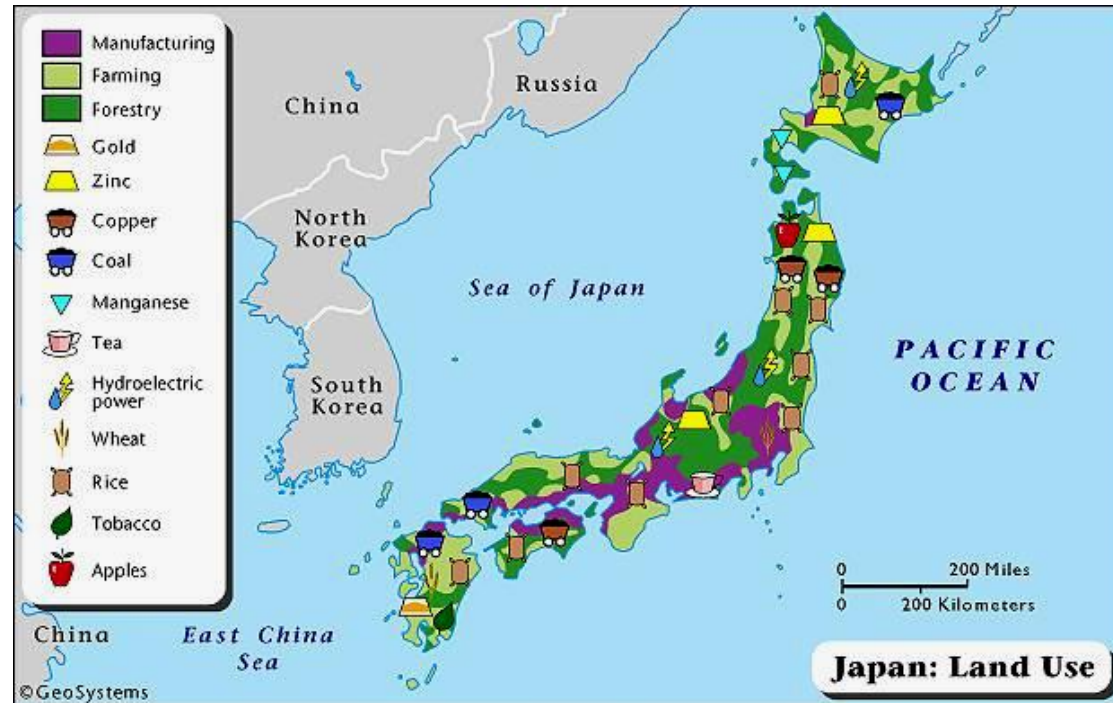 Manufacturing
Farming
Forestry
Gold
Zinc
Copper
Coal
Manganese
Tea
Hydroelectric
power
Wheat
Rice
Tobacco
Apples
China
Russia
North
Korea
South
Korea
Sea of Japan
PACIFIC
OCEAN
0 200 Miles
0 200 Kilometers
China
East China
Sea
©GeoSystems
Japan: Land Use